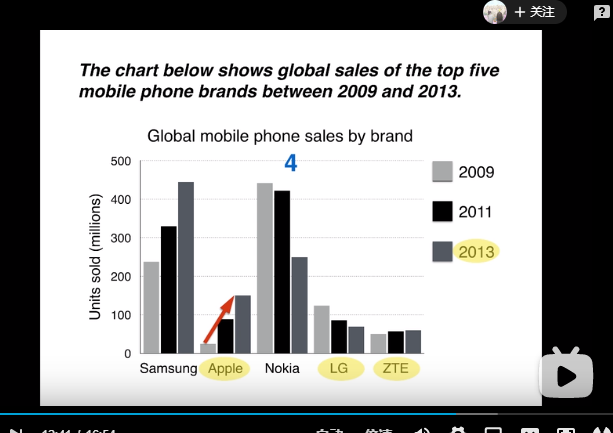 + 关注
The chart below shows global sales of the top five
mobile phone brands between 2009 and 2013.
Global mobile phone sales by brand
4
500
400
300
200
100
0
Units sold (millions)
Samsung Apple Nokia LG ZTE
2009
2011
2013